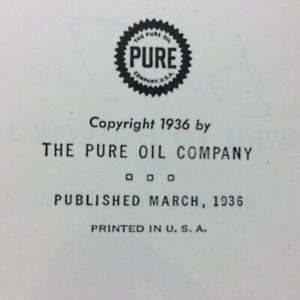 THE PURE OIL
PURE
COMPANY, U.S.A.
Copyright 1936 by
THE PURE OIL COMPANY
PUBLISHED MARCH, 1936
PRINTED IN U. S. A.